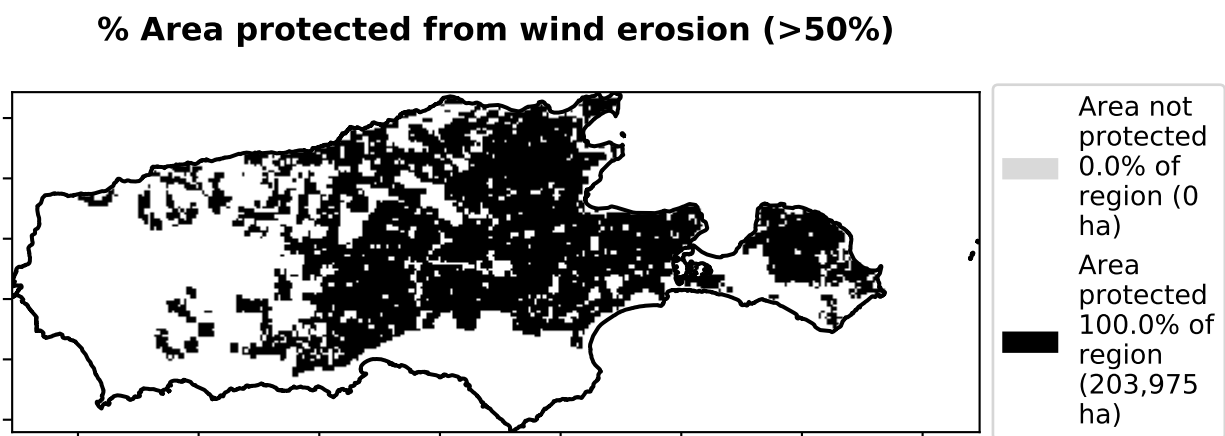 % Area protected from wind erosion (>50%)
Area not
protected
0.0% of
region (0
ha)
Area
protected
100.0% of
region
(203,975
ha)